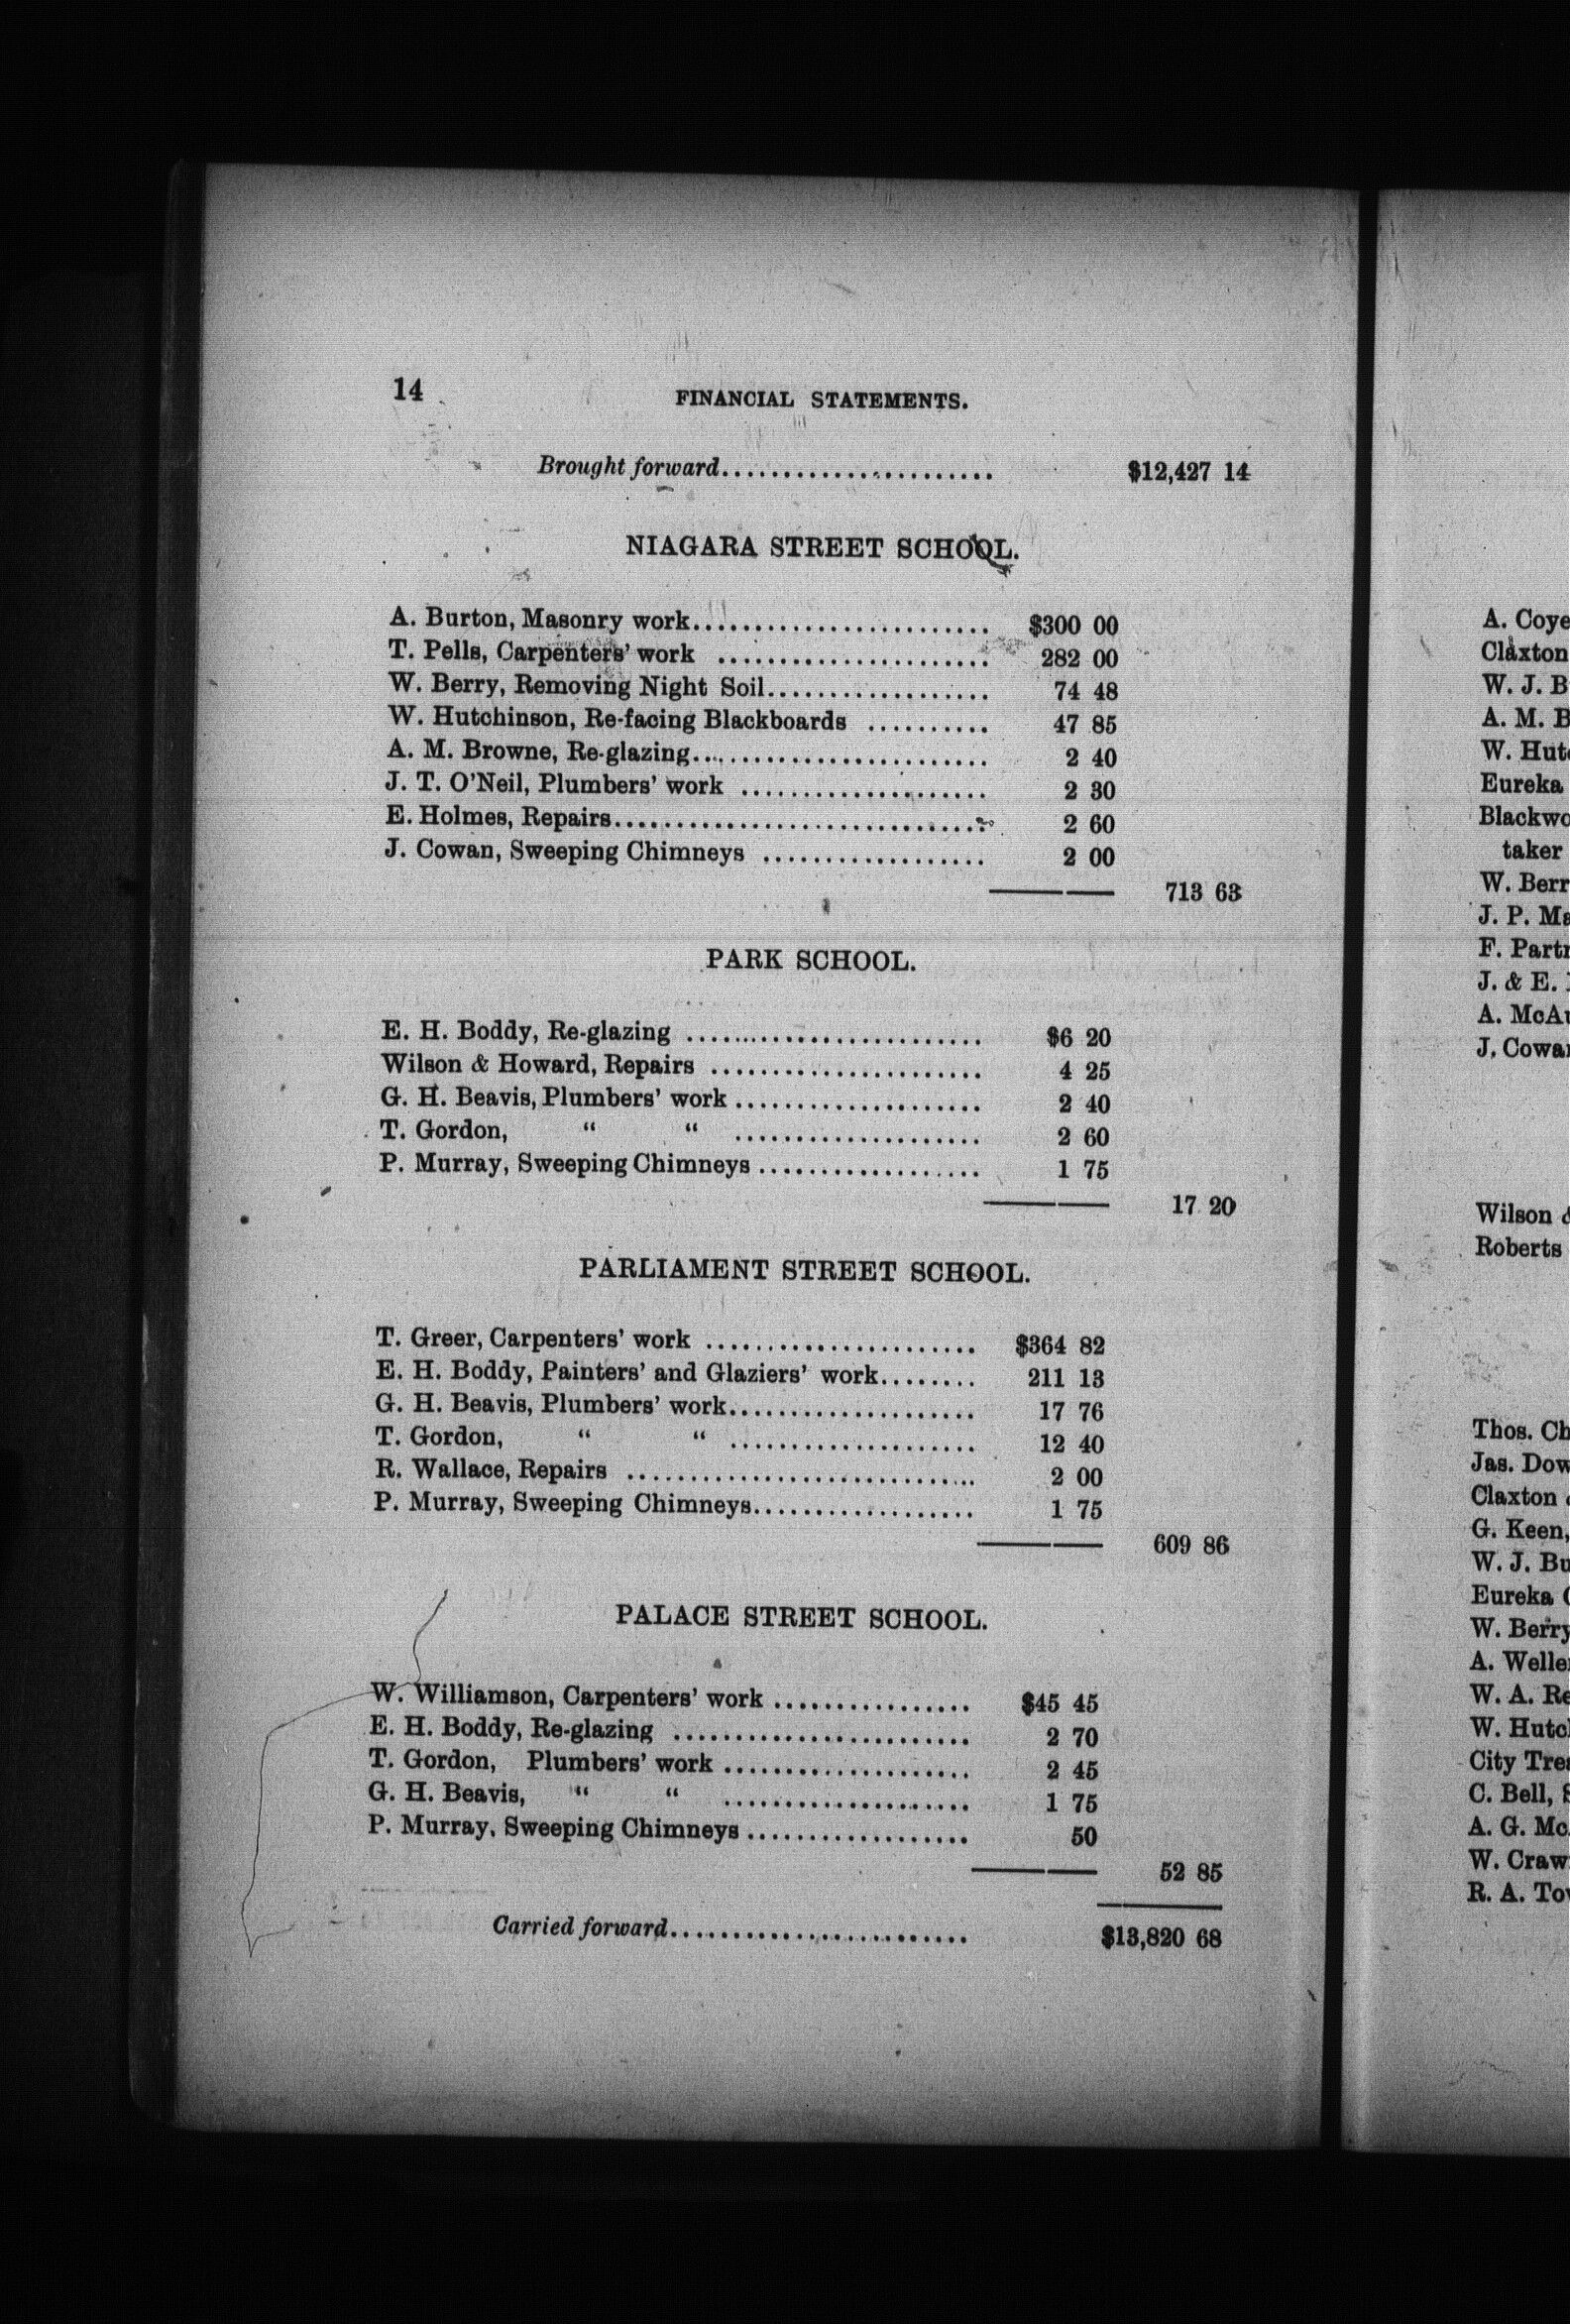 14
FINANCIAL STATEMENTS.
Brought forward...................... $12,427 14
NIAGARA STREET SCHOOL.
A. Burton, Masonry work........................ $300 00
T. Pells, Carpenters' work ...................... 282 00
W. Berry, Removing Night Soil.................. 74 48
W. Hutchinson, Re-facing Blackboards .......... 47 85
A. M. Browne, Re-glazing........................ 2 40
J. T. O'Neil, Plumbers' work .................... 2 30
E. Holmes, Repairs.............................. 2 60
J. Cowan, Sweeping Chimneys .................. 2 00
713 63
PARK SCHOOL.
E. H. Boddy, Re-glazing ........................ $6 20
Wilson & Howard, Repairs ...................... 4 25
G. H. Beavis, Plumbers' work .................... 2 40
T. Gordon, “ “ .................... 2 60
P. Murray, Sweeping Chimneys .................. 1 75
17 20
PARLIAMENT STREET SCHOOL.
T. Greer, Carpenters' work ...................... $364 82
E. H. Boddy, Painters' and Glaziers' work........ 211 13
G. H. Beavis, Plumbers' work.................... 17 76
T. Gordon, “ “ .................... 12 40
R. Wallace, Repairs ............................ 2 00
P. Murray, Sweeping Chimneys.................. 1 75
609 86
PALACE STREET SCHOOL.
W. Williamson, Carpenters' work ................ $45 45
E. H. Boddy, Re-glazing ........................ 2 70
T. Gordon, Plumbers' work .................... 2 45
G. H. Beavis, “ “ .................... 1 75
P. Murray, Sweeping Chimneys .................. 50
52 85
Carried forward........................ $13,820 68
A. Coye
Claxton
W. J. B
A. M. B
W. Hut
Eureka
Blackwo
taker
W. Berr
J. P. Ma
F. Part
J. & E.
A. McA
J. Cowa
Wilson &
Roberts
Thos. Ch
Jas. Dow
Claxton
G. Keen,
W. J. Bu
Eureka
W. Berry
A. Welle
W. A. Re
W. Hutc
City Trea
C. Bell,
A. G. Mc
W. Craw
R. A. To